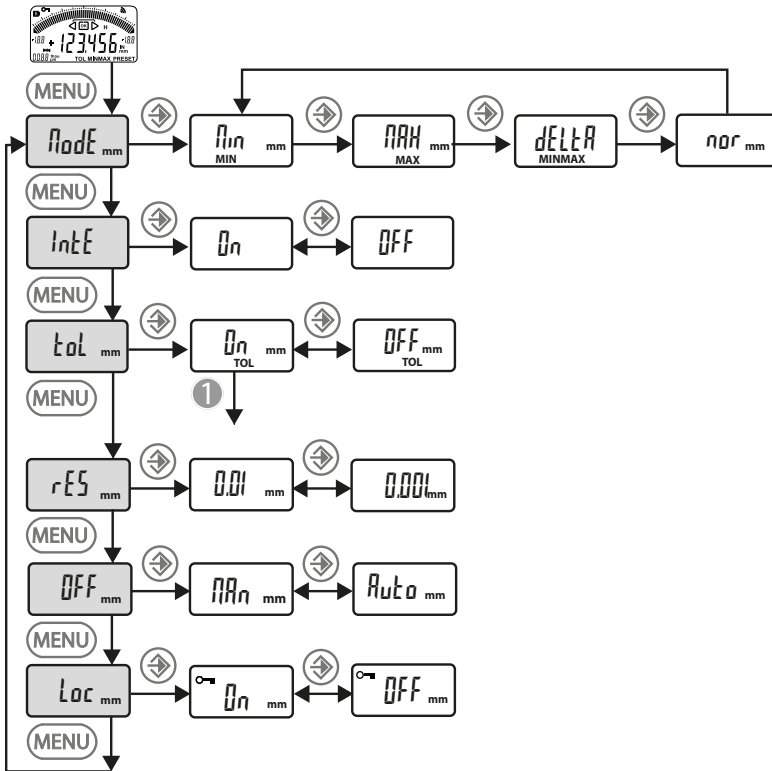 123.456 IN mm
TOL MINMAX PRESET
MENU
ModE mm
Min mm
MIN
MAX mm
MAX
dELtA
MINMAX
nor mm
MENU
IntE
On
OFF
MENU
toL mm
On mm
TOL
OFF mm
TOL
MENU
1
rES mm
0.01 mm
0.001 mm
MENU
OFF mm
MAn mm
Auto mm
MENU
Loc mm
On mm
OFF mm
MENU